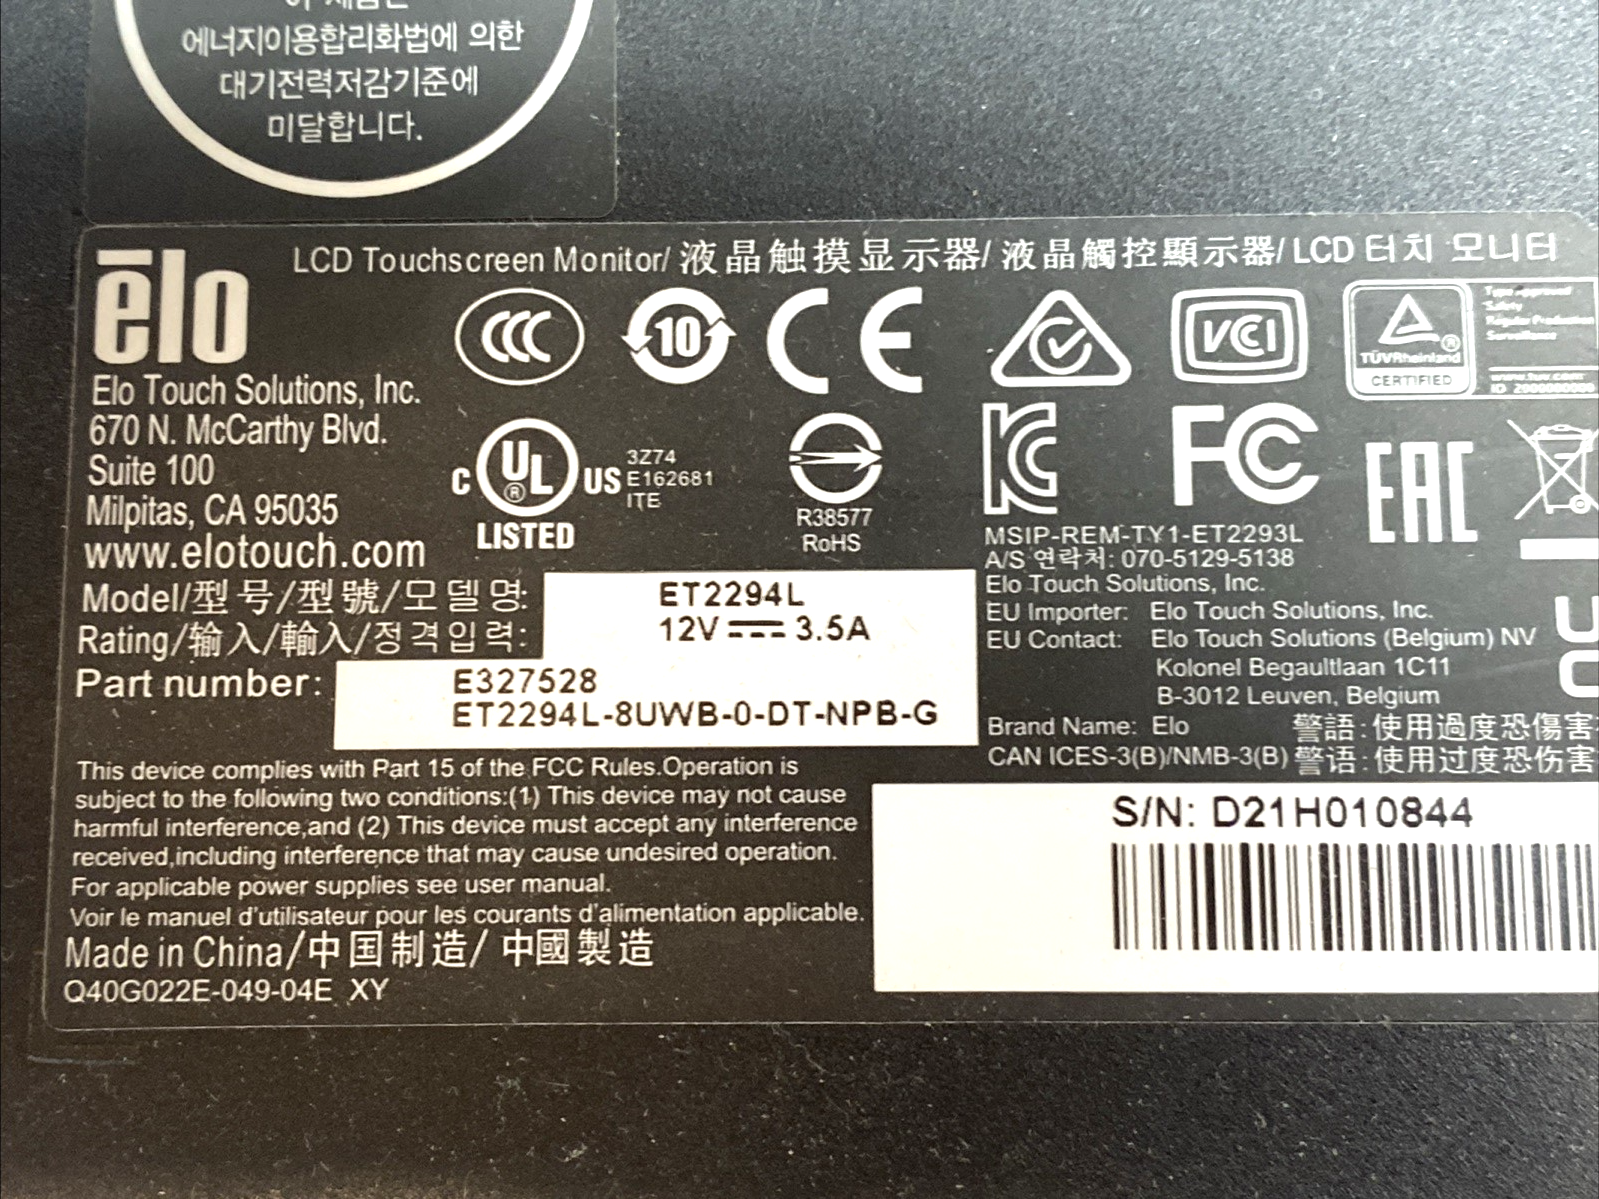 에너지이용합리화법에 의한
대기전력저감기준에
미달합니다.
ēlo
LCD Touchscreen Monitor/液晶触摸显示器/液晶觸控顯示器/LCD 터치 모니터
Elo Touch Solutions, Inc.
670 N. McCarthy Blvd.
Suite 100
Milpitas, CA 95035
www.elotouch.com
CCC
10
CE
VCI
TÜVRheinland
CERTIFIED
Type approved
Safety
Regular Production
Surveillance
www.tuv.com
C UL US
®
LISTED
3Z74
E162681
ITE
R38577
RoHS
KC
FC
EAC
MSIP-REM-TY1-ET2293L
A/S 연락처: 070-5129-5138
Elo Touch Solutions, Inc.
EU Importer: Elo Touch Solutions, Inc.
EU Contact: Elo Touch Solutions (Belgium) NV
Kolonel Begaultlaan 1C11
B-3012 Leuven, Belgium
Brand Name: Elo
CAN ICES-3(B)/NMB-3(B)
警語:使用過度恐傷害
警语:使用过度恐伤害
Model/型号/型號/모델명: ET2294L
Rating/输入/輸入/정격입력: 12V ⎓ 3.5A
Part number: E327528
ET2294L-8UWB-0-DT-NPB-G
This device complies with Part 15 of the FCC Rules.Operation is
subject to the following two conditions:(1) This device may not cause
harmful interference,and (2) This device must accept any interference
received,including interference that may cause undesired operation.
For applicable power supplies see user manual.
Voir le manuel d'utilisateur pour les courants d'alimentation applicable.
Made in China/中国制造/ 中國製造
Q40G022E-049-04E XY
S/N: D21H010844